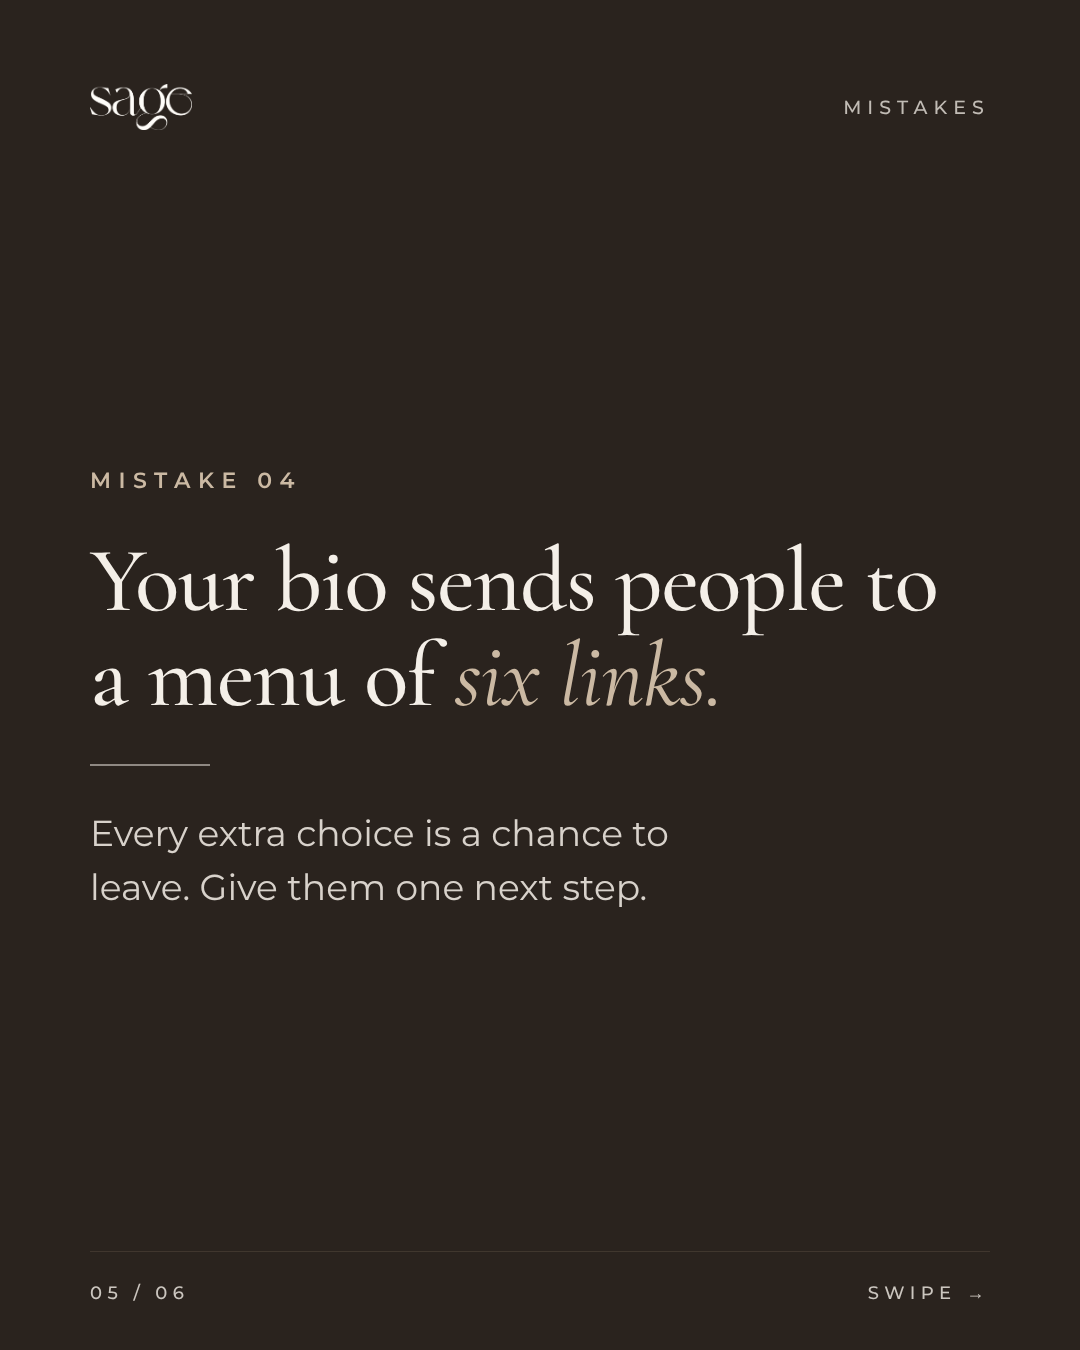 sage
MISTAKES
MISTAKE 04
Your bio sends people to
a menu of six links.
Every extra choice is a chance to
leave. Give them one next step.
05 / 06
SWIPE →